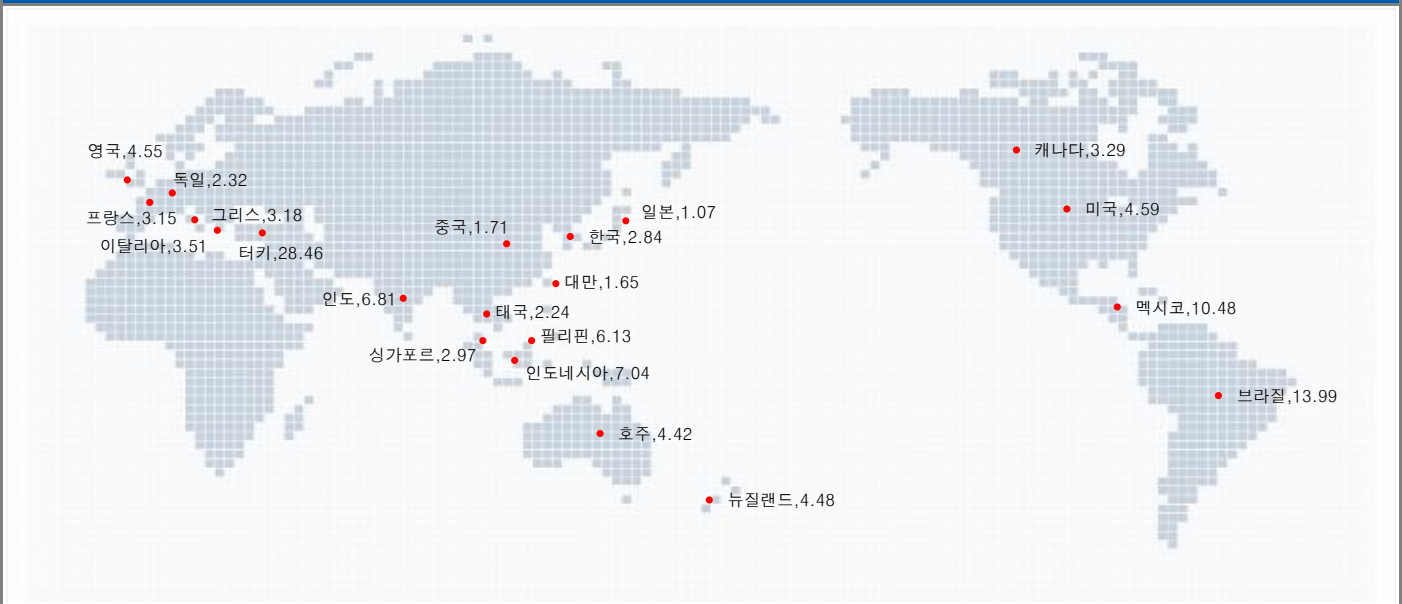 영국,4.55
캐나다,3.29
독일,2.32
미국,4.59
일본,1.07
그리스,3.18
프랑스,3.15
중국,1.71
한국,2.84
이탈리아,3.51
터키,28.46
대만,1.65
인도,6.81
멕시코,10.48
태국,2.24
필리핀,6.13
싱가포르,2.97
인도네시아,7.04
브라질,13.99
호주,4.42
뉴질랜드,4.48